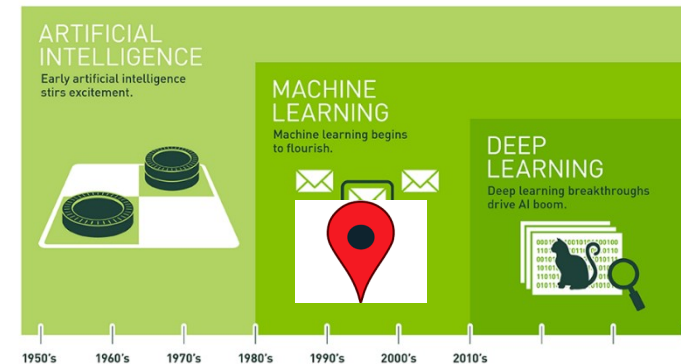 ARTIFICIAL
INTELLIGENCE
Early artificial intelligence
stirs excitement.
MACHINE
LEARNING
Machine learning begins
to flourish.
DEEP
LEARNING
Deep learning breakthroughs
drive AI boom.
1950's
1960's
1970's
1980's
1990's
2000's
2010's